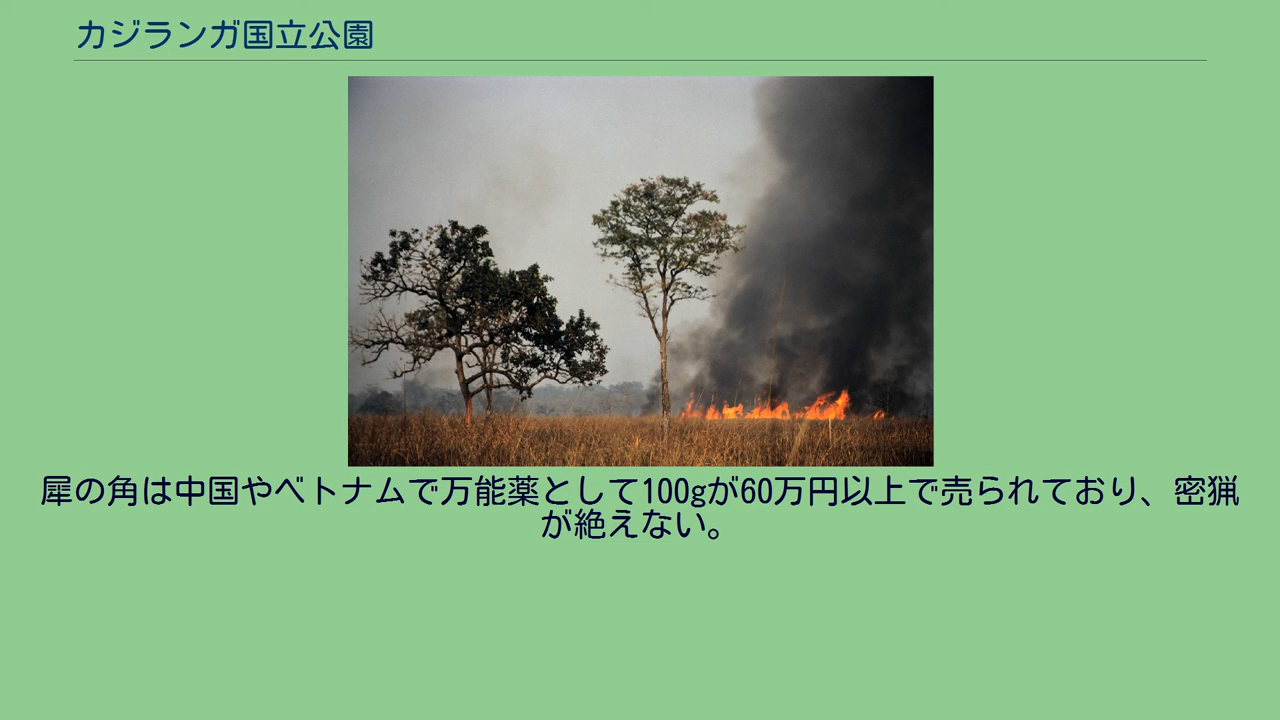 カジランガ国立公園
犀の角は中国やベトナムで万能薬として100gが60万円以上で売られており、密猟
が絶えない。